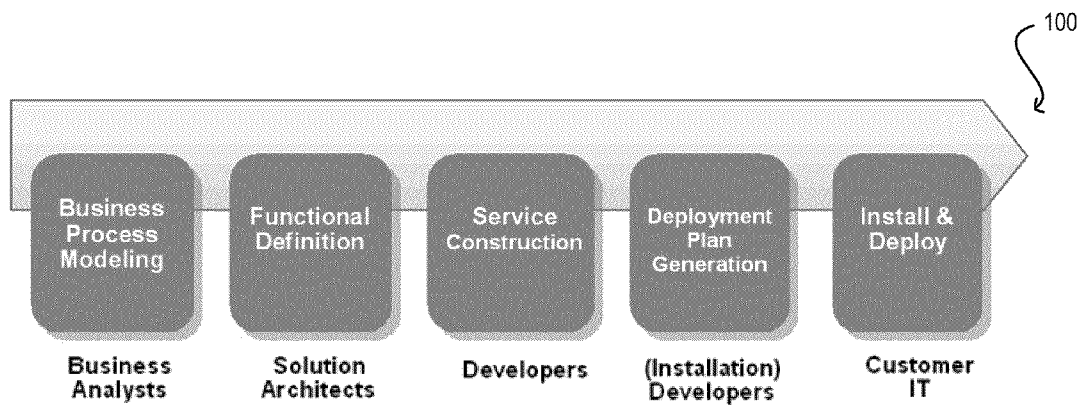 100
Business
Process
Modeling
Functional
Definition
Service
Construction
Deployment
Plan
Generation
Install &
Deploy
Business
Analysts
Solution
Architects
Developers
(Installation)
Developers
Customer
IT